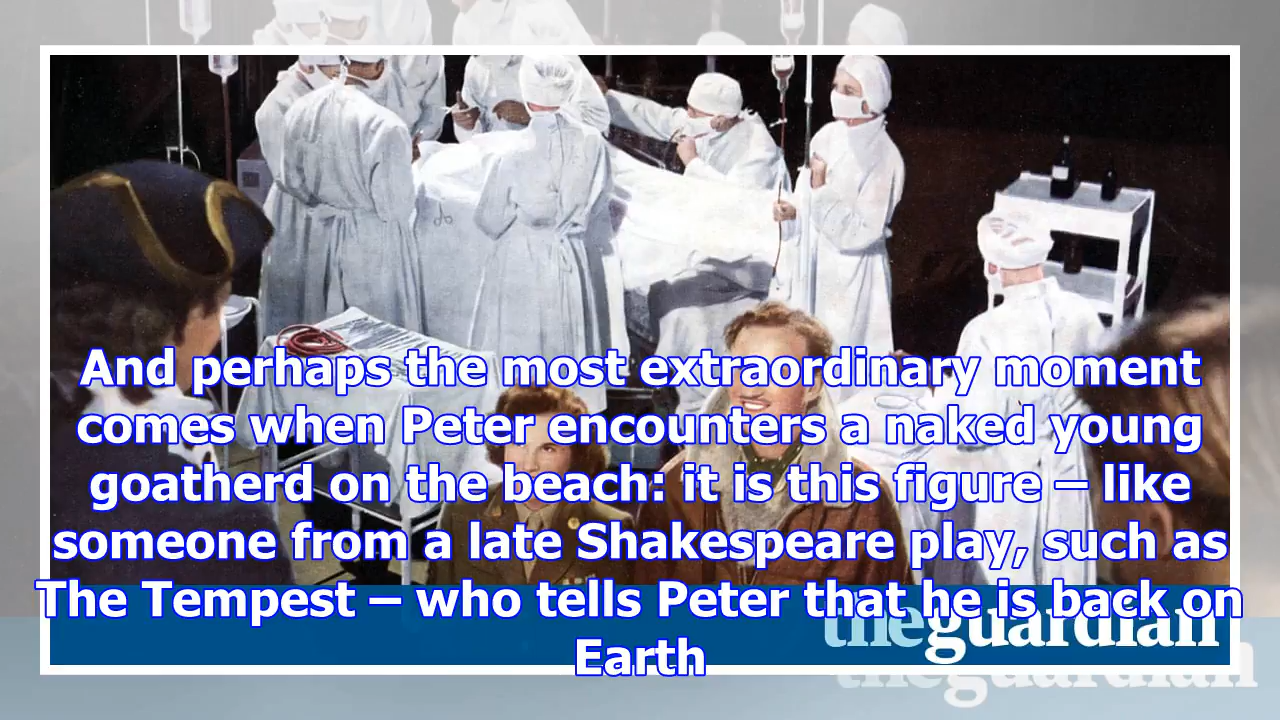 And perhaps the most extraordinary moment
comes when Peter encounters a naked young
goatherd on the beach: it is this figure – like
someone from a late Shakespeare play, such as
The Tempest – who tells Peter that he is back on
Earth
theguardian
theguardian